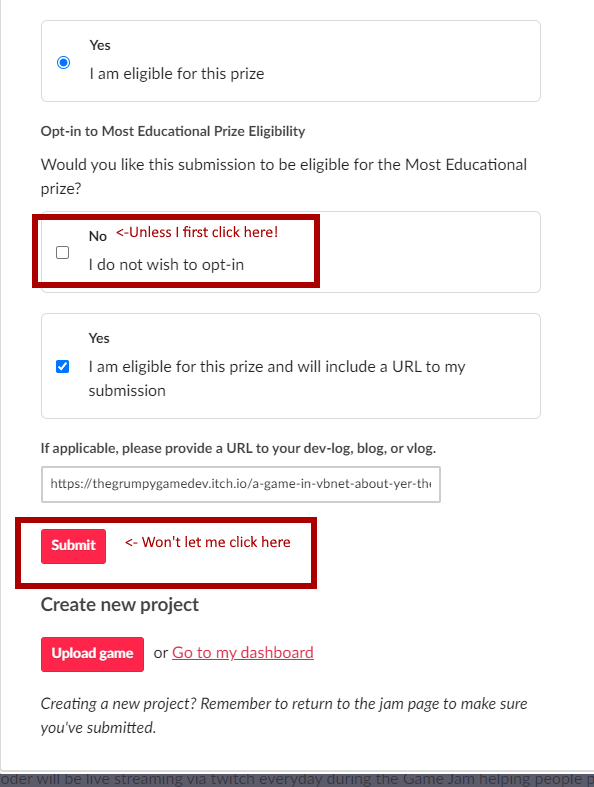 Yes
I am eligible for this prize
Opt-in to Most Educational Prize Eligibility
Would you like this submission to be eligible for the Most Educational
prize?
No <-Unless I first click here!
I do not wish to opt-in
Yes
I am eligible for this prize and will include a URL to my
submission
If applicable, please provide a URL to your dev-log, blog, or vlog.
https://thegrumpygamedev.itch.io/a-game-in-vbnet-about-yer-the
Submit <- Won't let me click here
Create new project
Upload game or Go to my dashboard
Creating a new project? Remember to return to the jam page to make sure
you've submitted.
oder will be live streaming via twitch everyday during the Game Jam helping people p